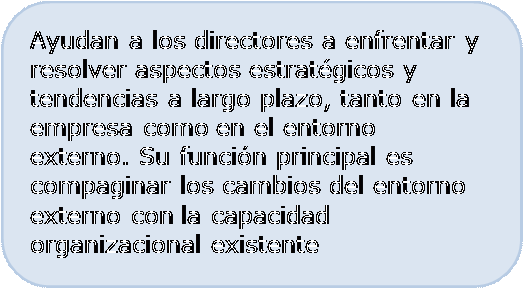 Ayudan a los directores a enfrentar y
resolver aspectos estratégicos y
tendencias a largo plazo, tanto en la
empresa como en el entorno
externo. Su función principal es
compaginar los cambios del entorno
externo con la capacidad
organizacional existente